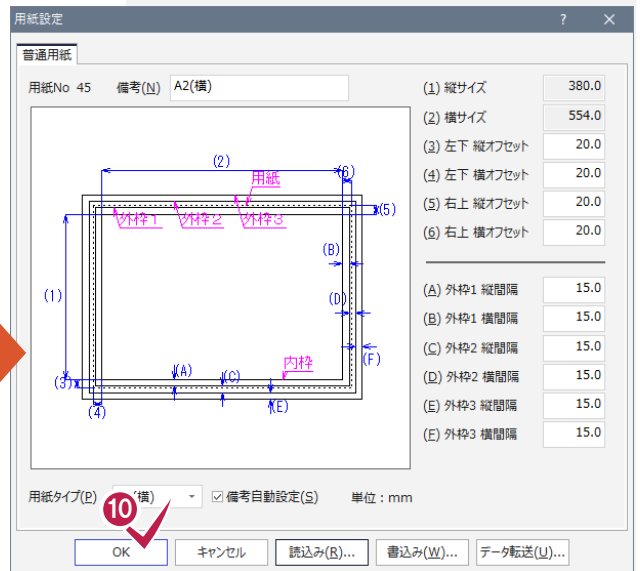 用紙設定 ? ×
普通用紙
用紙No 45 備考(N) A2(横)
(1) 縦サイズ 380.0
(2) 横サイズ 554.0
(3) 左下 縦オフセット 20.0
(4) 左下 横オフセット 20.0
(5) 右上 縦オフセット 20.0
(6) 右上 横オフセット 20.0
(A) 外枠1 縦間隔 15.0
(B) 外枠1 横間隔 15.0
(C) 外枠2 縦間隔 15.0
(D) 外枠2 横間隔 15.0
(E) 外枠3 縦間隔 15.0
(F) 外枠3 横間隔 15.0
(2)
用紙
(6)
外枠1 外枠2 外枠3
(5)
(B)
(1)
(D)
内枠
(F)
(3)
(A)
(C)
(4)
(E)
用紙タイプ(P) (横) 備考自動設定(S) 単位：mm
10
OK キャンセル 読込み(R)... 書込み(W)... データ転送(U)...